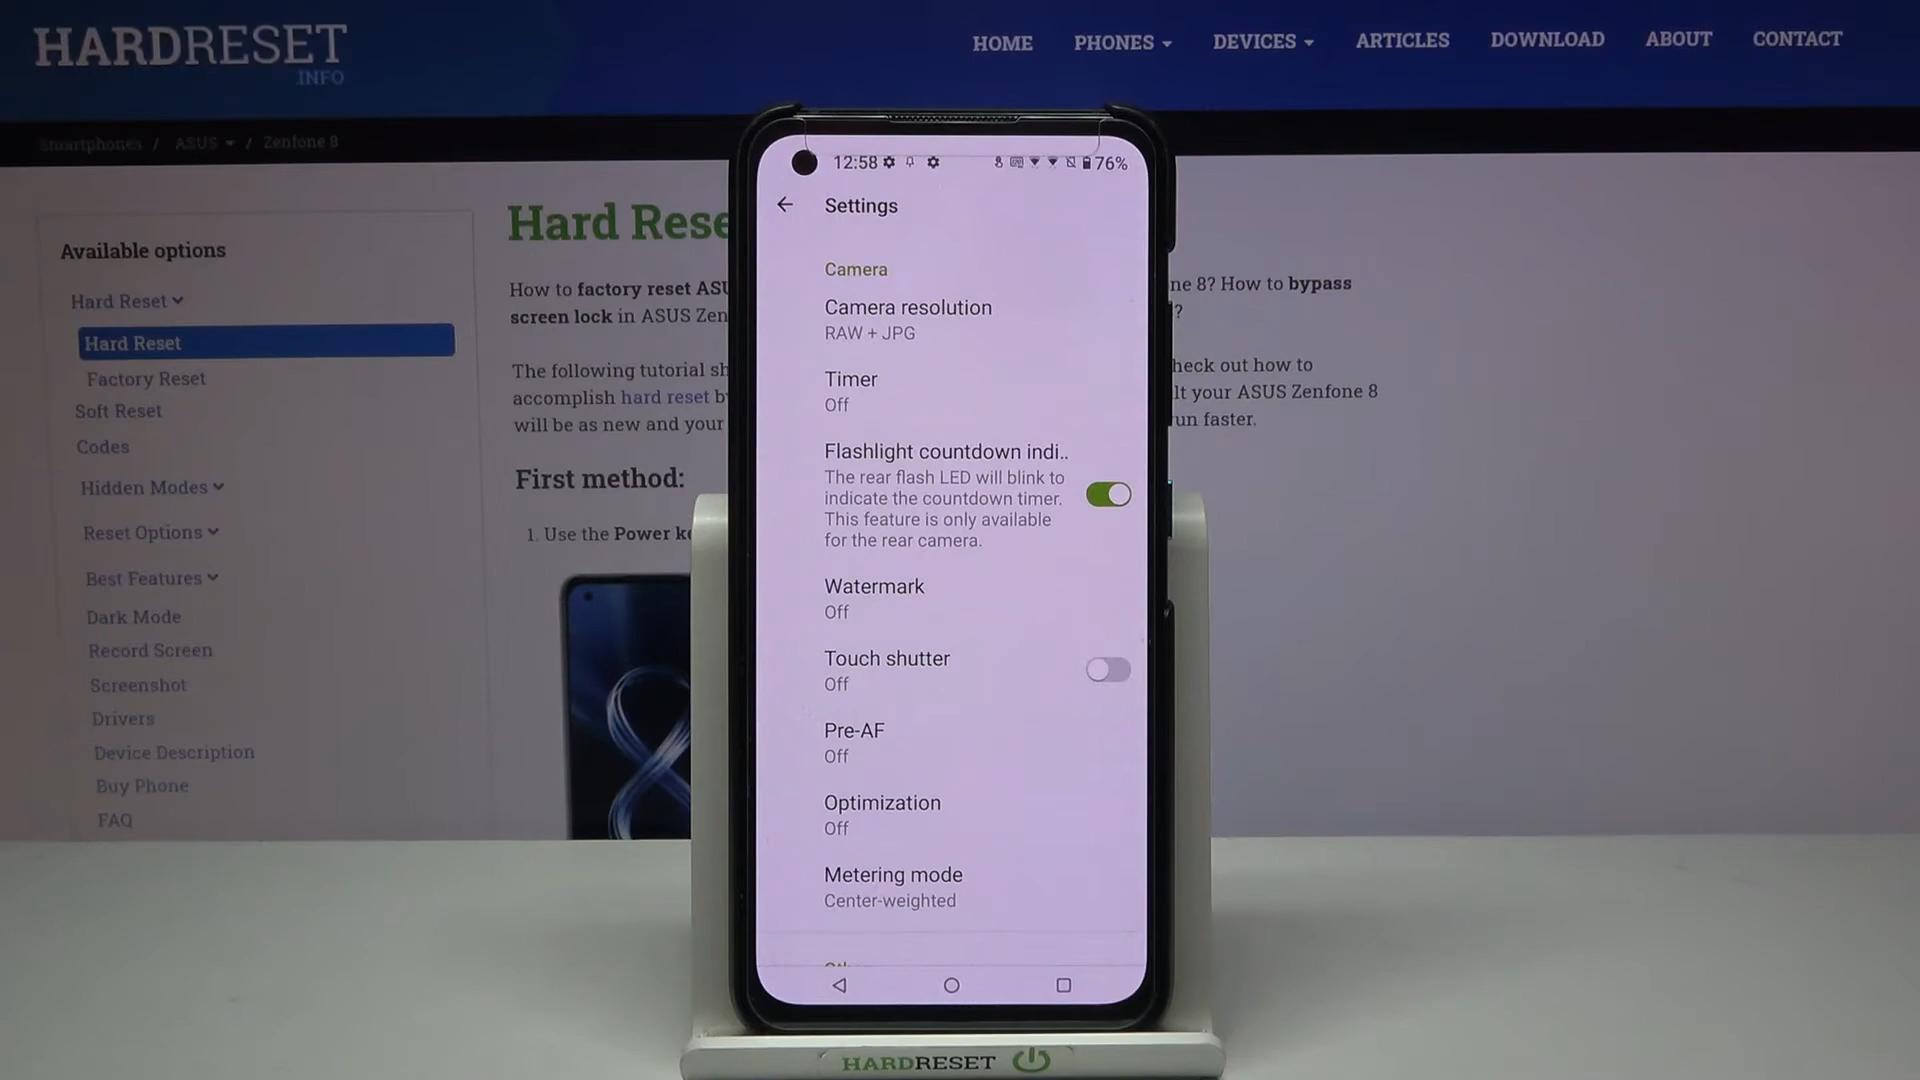 HARDRESET
.INFO
HOME
PHONES
DEVICES
ARTICLES
DOWNLOAD
ABOUT
CONTACT
Smartphones / ASUS / Zenfone 8
Available options
Hard Reset
Hard Reset
Factory Reset
Soft Reset
Codes
Hidden Modes
Reset Options
Best Features
Dark Mode
Record Screen
Screenshot
Drivers
Device Description
Buy Phone
FAQ
Hard Rese
How to factory reset ASU
screen lock in ASUS Zen
The following tutorial sh
accomplish hard reset b
will be as new and your
First method:
1. Use the Power ke
ne 8? How to bypass
?
heck out how to
lt your ASUS Zenfone 8
un faster.
12:58
76%
Settings
Camera
Camera resolution
RAW + JPG
Timer
Off
Flashlight countdown indi..
The rear flash LED will blink to
indicate the countdown timer.
This feature is only available
for the rear camera.
Watermark
Off
Touch shutter
Off
Pre-AF
Off
Optimization
Off
Metering mode
Center-weighted
HARDRESET